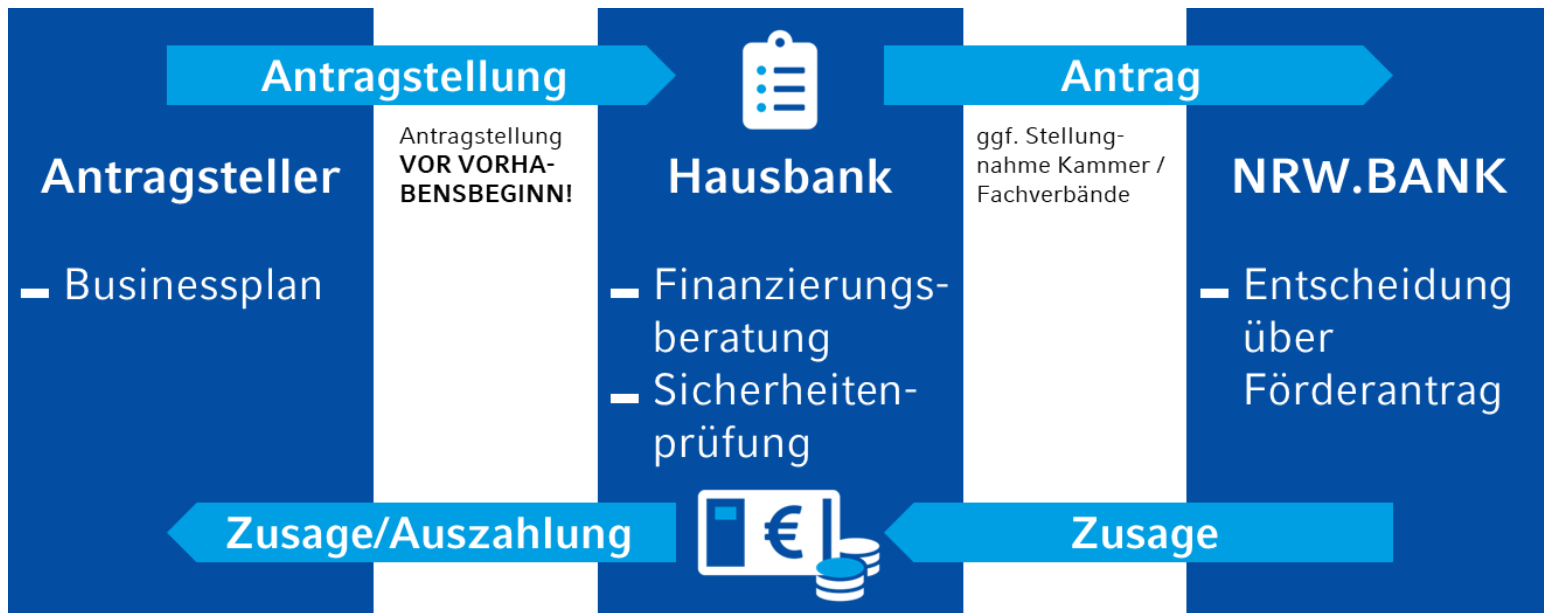 Antragstellung
Antrag
Antragsteller
Antragstellung
VOR VORHA-
BENSBEGINN!
Hausbank
ggf. Stellung-
nahme Kammer /
Fachverbände
NRW.BANK
Businessplan
Finanzierungs-
beratung
Sicherheiten-
prüfung
Entscheidung
über
Förderantrag
Zusage/Auszahlung
€
Zusage